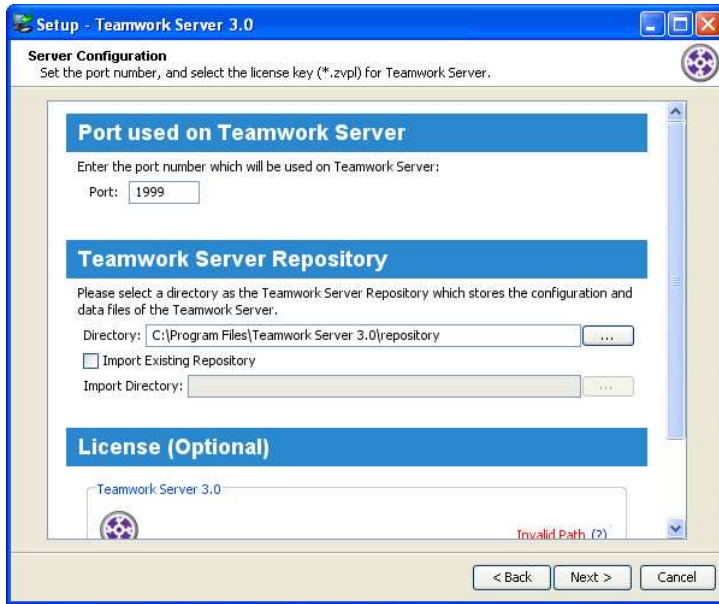 Setup - Teamwork Server 3.0
Server Configuration
Set the port number, and select the license key (*.zvpl) for Teamwork Server.
Port used on Teamwork Server
Enter the port number which will be used on Teamwork Server:
Port: 1999
Teamwork Server Repository
Please select a directory as the Teamwork Server Repository which stores the configuration and
data files of the Teamwork Server.
Directory: C:\Program Files\Teamwork Server 3.0\repository ...
Import Existing Repository
Import Directory: ...
License (Optional)
Teamwork Server 3.0
Invalid Path (?)
< Back Next > Cancel